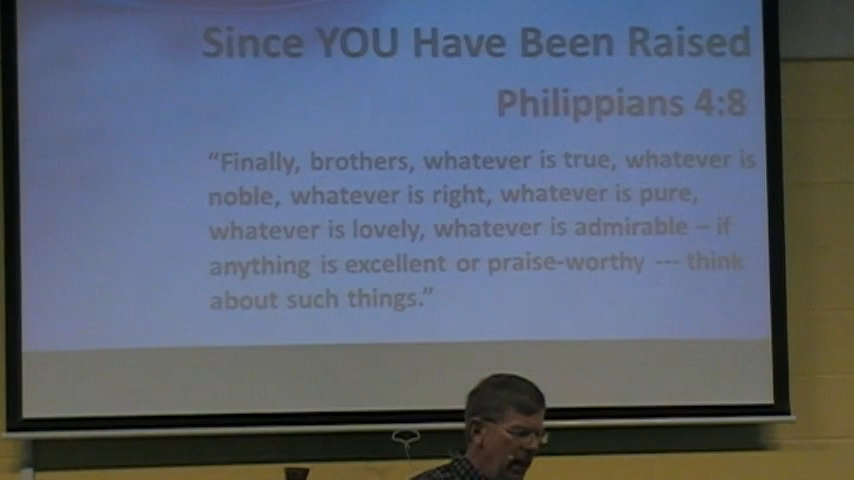 Since YOU Have Been Raised
Philippians 4:8
“Finally, brothers, whatever is true, whatever is
noble, whatever is right, whatever is pure,
whatever is lovely, whatever is admirable – if
anything is excellent or praise-worthy --- think
about such things.”